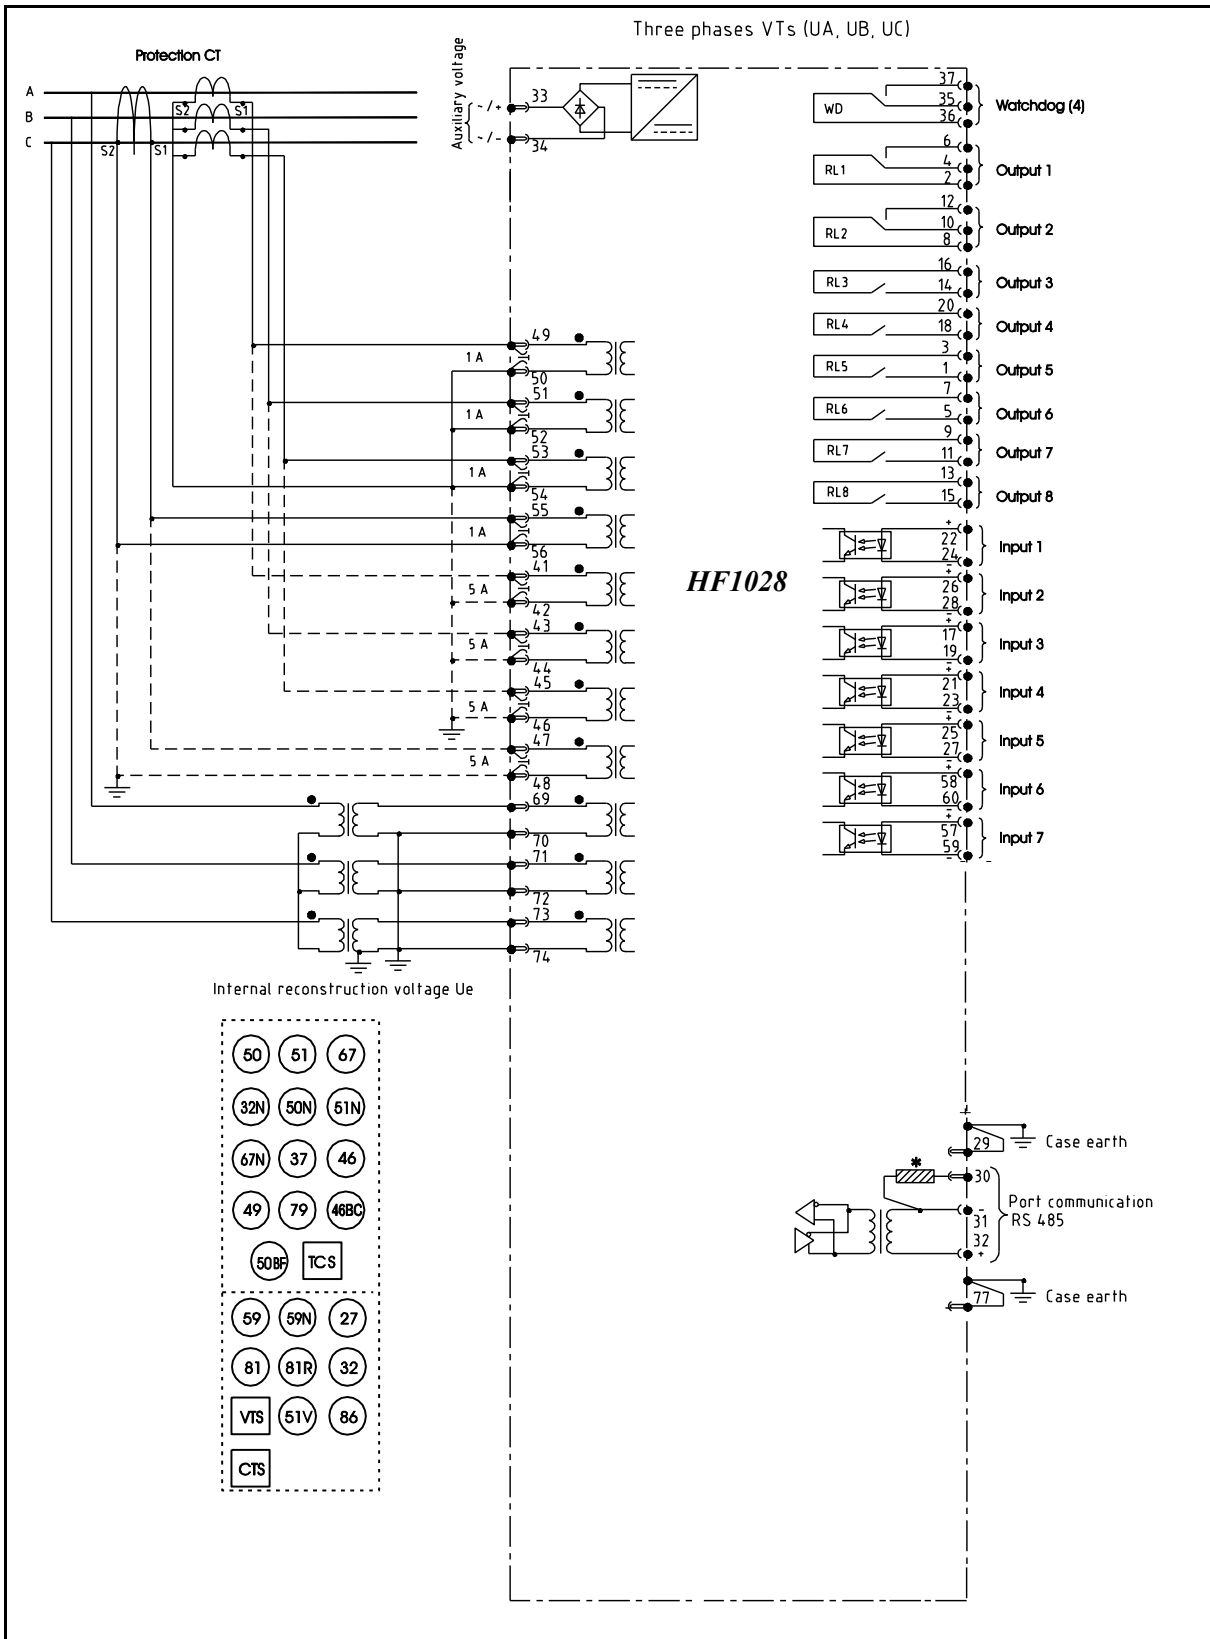 Three phases VTs (UA, UB, UC)
Protection CT
Auxiliary voltage
A
B
C
S2
S1
S2
S1
~/+
33
~/-
34
WD
37
35
36
Watchdog (4)
RL1
6
4
2
Output 1
RL2
12
10
8
Output 2
RL3
16
14
Output 3
RL4
20
18
Output 4
RL5
3
1
Output 5
RL6
7
5
Output 6
RL7
9
11
Output 7
RL8
13
15
Output 8
1 A
49
50
1 A
51
52
1 A
53
54
1 A
55
56
5 A
41
42
5 A
43
44
5 A
45
46
5 A
47
48
69
70
71
72
73
74
HF1028
+
22
24
-
Input 1
+
26
28
-
Input 2
+
17
19
-
Input 3
+
21
23
-
Input 4
+
25
27
-
Input 5
+
58
60
-
Input 6
+
57
59
-
Input 7
Internal reconstruction voltage Ue
50 51 67
32N 50N 51N
67N 37 46
49 79 46BC
50BF TCS
59 59N 27
81 81R 32
VTS 51V 86
CTS
29
Case earth
*
30
-
31
32
+
Port communication
RS 485
77
Case earth